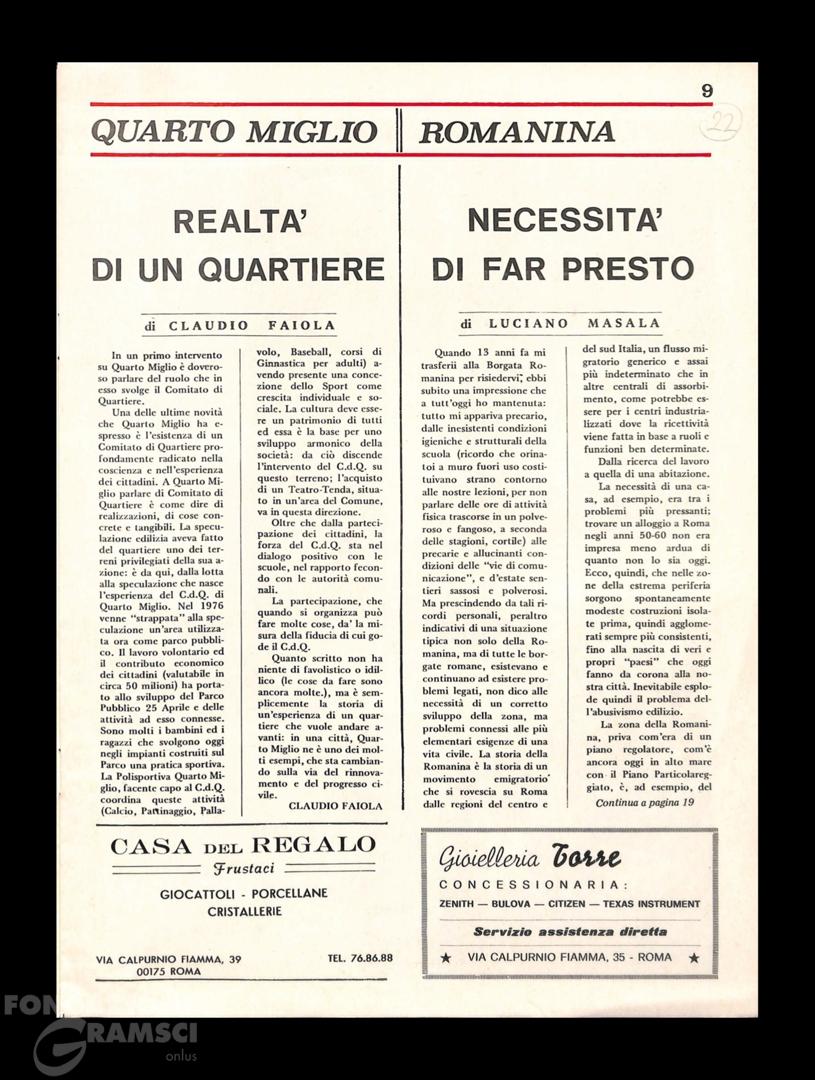 9
22
QUARTO MIGLIO
ROMANINA
REALTA'
DI UN QUARTIERE
di CLAUDIO FAIOLA
In un primo intervento
su Quarto Miglio è dovero-
so parlare del ruolo che in
esso svolge il Comitato di
Quartiere.
Una delle ultime novità
che Quarto Miglio ha e-
spresso è l'esistenza di un
Comitato di Quartiere pro-
fondamente radicato nella
coscienza e nell'esperienza
dei cittadini. A Quarto Mi-
glio parlare di Comitato di
Quartiere è come dire di
realizzazioni, di cose con-
crete e tangibili. La specu-
lazione edilizia aveva fatto
del quartiere uno dei ter-
reni privilegiati della sua a-
zione: è da qui, dalla lotta
alla speculazione che nasce
l'esperienza del C.d.Q. di
Quarto Miglio. Nel 1976
venne "strappata" alla spe-
culazione un'area utilizza-
ta ora come parco pubbli-
co. Il lavoro volontario ed
il contributo economico
dei cittadini (valutabile in
circa 50 milioni) ha porta-
to allo sviluppo del Parco
Pubblico 25 Aprile e delle
attività ad esso connesse.
Sono molti i bambini ed i
ragazzi che svolgono oggi
negli impianti costruiti sul
Parco una pratica sportiva.
La Polisportiva Quarto Mi-
glio, facente capo al C.d.Q.
coordina queste attività
(Calcio, Pattinaggio, Palla-
volo, Baseball, corsi di
Ginnastica per adulti) a-
vendo presente una conce-
zione dello Sport come
crescita individuale e so-
ciale. La cultura deve esse-
re un patrimonio di tutti
ed essa è la base per uno
sviluppo armonico della
società: da ciò discende
l'intervento del C.d.Q. su
questo terreno; l'acquisto
di un Teatro-Tenda, situa-
to in un'area del Comune,
va in questa direzione.
Oltre che dalla parteci-
pazione dei cittadini, la
forza del C.d.Q. sta nel
dialogo positivo con le
scuole, nel rapporto fecon-
do con le autorità comu-
nali.
La partecipazione, che
quando si organizza può
fare molte cose, da' la mi-
sura della fiducia di cui go-
de il C.d.Q.
Quanto scritto non ha
niente di favolistico o idil-
lico (le cose da fare sono
ancora molte.), ma è sem-
plicemente la storia di
un'esperienza di un quar-
tiere che vuole andare a-
vanti: in una città, Quar-
to Miglio ne è uno dei mol-
ti esempi, che sta cambian-
do sulla via del rinnova-
mento e del progresso ci-
vile.
CLAUDIO FAIOLA
NECESSITA'
DI FAR PRESTO
di LUCIANO MASALA
Quando 13 anni fa mi
trasferii alla Borgata Ro-
manina per risiedervi, ebbi
subito una impressione che
a tutt'oggi ho mantenuta:
tutto mi appariva precario,
dalle inesistenti condizioni
igieniche e strutturali della
scuola (ricordo che orina-
toi a muro fuori uso costi-
tuivano strano contorno
alle nostre lezioni, per non
parlare delle ore di attività
fisica trascorse in un polve-
roso e fangoso, a seconda
delle stagioni, cortile) alle
precarie e allucinanti con-
dizioni delle "vie di comu-
nicazione", e d'estate sen-
tieri sassosi e polverosi.
Ma prescindendo da tali ri-
cordi personali, peraltro
indicativi di una situazione
tipica non solo della Ro-
manina, ma di tutte le bor-
gate romane, esistevano e
continuano ad esistere pro-
blemi legati, non dico alle
necessità di un corretto
sviluppo della zona, ma
problemi connessi alle più
elementari esigenze di una
vita civile. La storia della
Romanina è la storia di un
movimento emigratorio
che si rovescia su Roma
dalle regioni del centro e
del sud Italia, un flusso mi-
gratorio generico e assai
più indeterminato che in
altre centrali di assorbi-
mento, come potrebbe es-
sere per i centri industria-
lizzati dove la ricettività
viene fatta in base a ruoli e
funzioni ben determinate.
Dalla ricerca del lavoro
a quella di una abitazione.
La necessità di una ca-
sa, ad esempio, era tra i
problemi più pressanti;
trovare un alloggio a Roma
negli anni 50-60 non era
impresa meno ardua di
quanto non lo sia oggi.
Ecco, quindi, che nelle zo-
ne della estrema periferia
sorgono spontaneamente
modeste costruzioni isola-
te prima, quindi agglome-
rati sempre più consistenti,
fino alla nascita di veri e
propri "paesi" che oggi
fanno da corona alla no-
stra città. Inevitabile esplo-
de quindi il problema del-
l'abusivismo edilizio.
La zona della Romani-
na, priva com'era di un
piano regolatore, com'è
ancora oggi in alto mare
con il Piano Particolareg-
giato, è, ad esempio, del
Continua a pagina 19
CASA DEL REGALO
Frustaci
GIOCATTOLI - PORCELLANE
CRISTALLERIE
VIA CALPURNIO FIAMMA, 39
00175 ROMA
TEL. 76.86.88
Gioielleria Torre
CONCESSIONARIA:
ZENITH — BULOVA — CITIZEN — TEXAS INSTRUMENT
Servizio assistenza diretta
★ VIA CALPURNIO FIAMMA, 35 - ROMA ★
FON
GRAMSCI
onlus